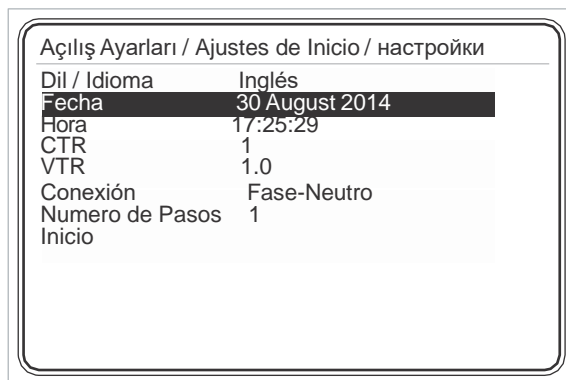 Açılış Ayarları / Ajustes de Inicio / настройки
Dil / Idioma Inglés
Fecha 30 August 2014
Hora 17:25:29
CTR 1
VTR 1.0
Conexión Fase-Neutro
Numero de Pasos 1
Inicio